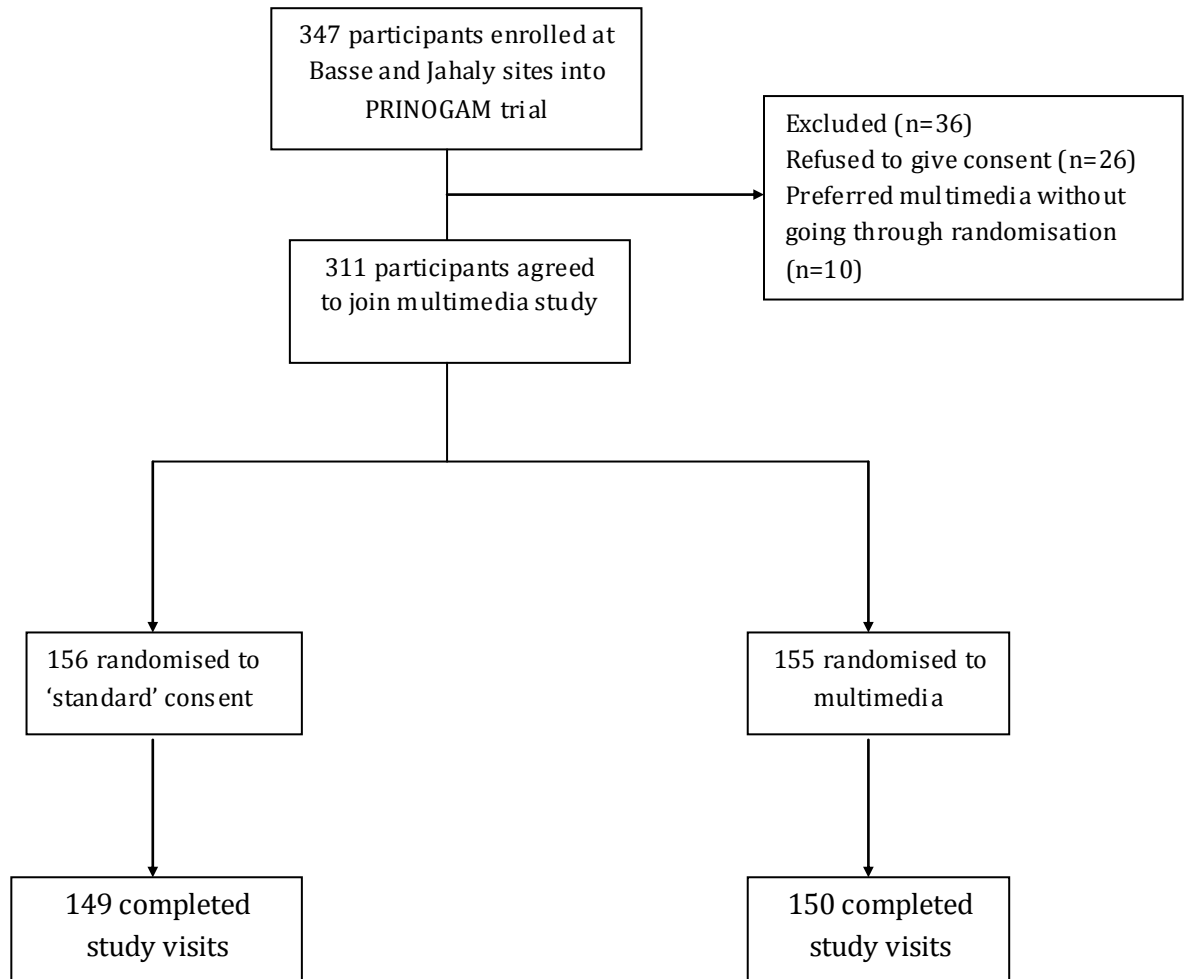 347 participants enrolled at
Basse and Jahaly sites into
PRINOGAM trial
Excluded (n=36)
Refused to give consent (n=26)
Preferred multimedia without
going through randomisation
(n=10)
311 participants agreed
to join multimedia study
156 randomised to
‘standard’ consent
155 randomised to
multimedia
149 completed
study visits
150 completed
study visits